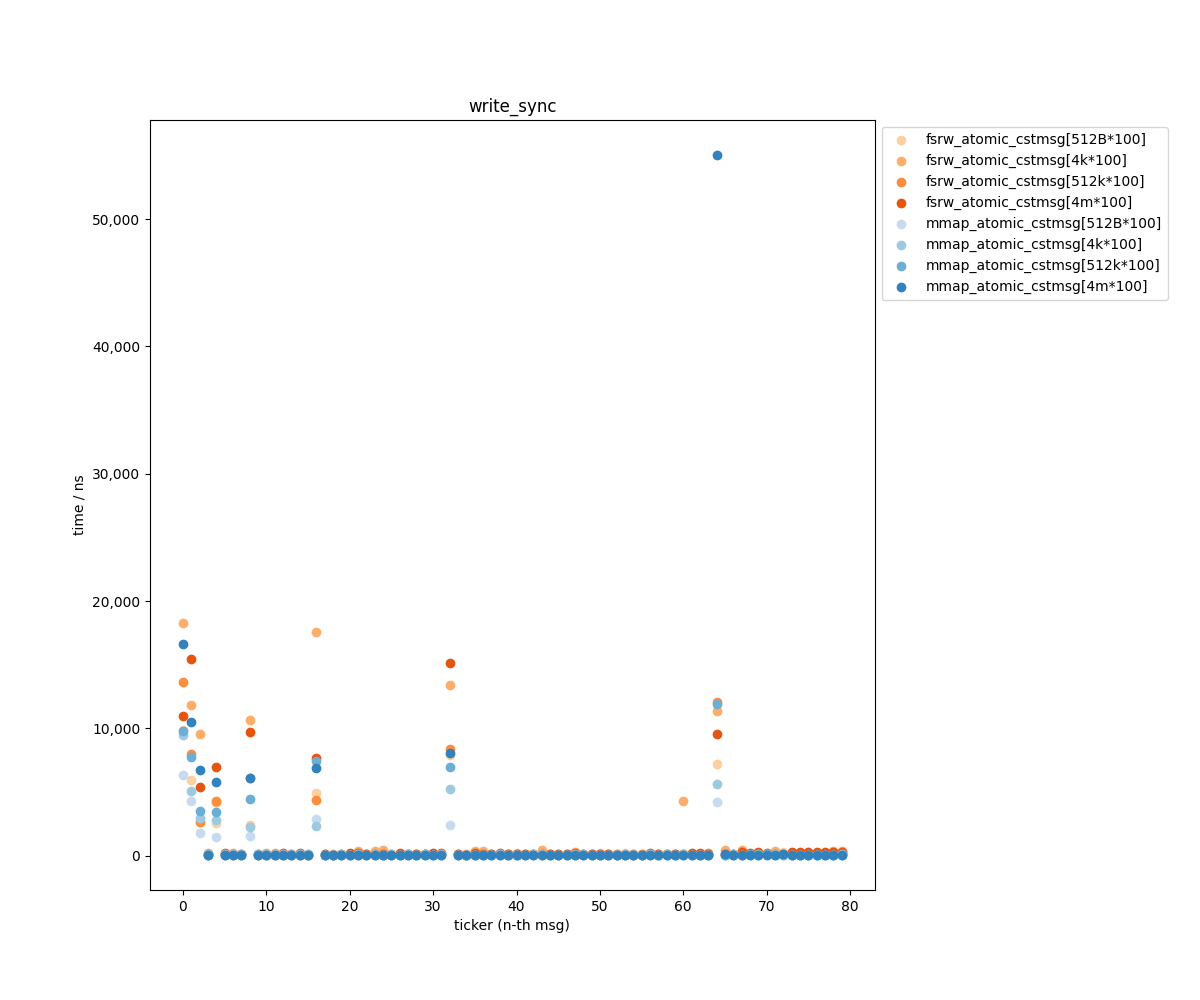 write_sync
fsrw_atomic_cstmsg[512B*100]
fsrw_atomic_cstmsg[4k*100]
fsrw_atomic_cstmsg[512k*100]
fsrw_atomic_cstmsg[4m*100]
mmap_atomic_cstmsg[512B*100]
mmap_atomic_cstmsg[4k*100]
mmap_atomic_cstmsg[512k*100]
mmap_atomic_cstmsg[4m*100]
50,000
40,000
30,000
20,000
10,000
0
time / ns
0 10 20 30 40 50 60 70 80
ticker (n-th msg)